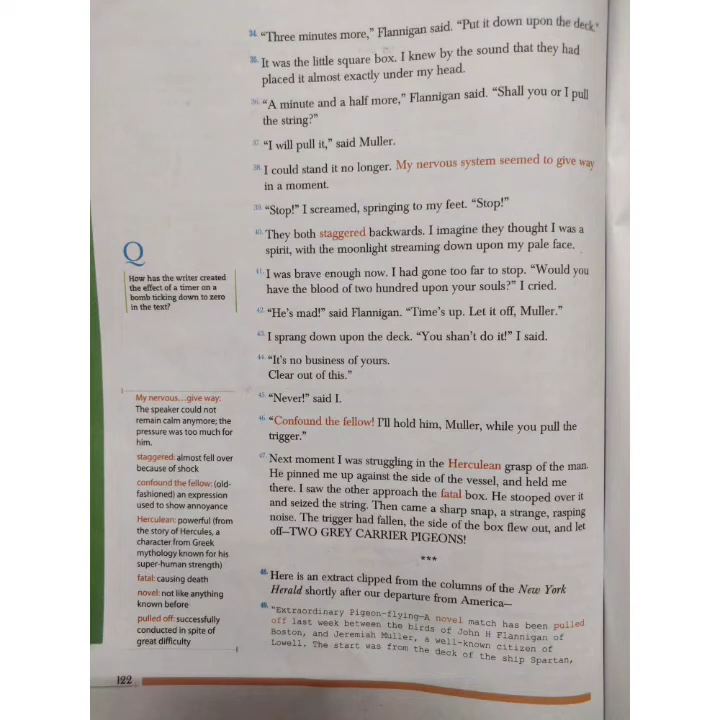 34. “Three minutes more,” Flannigan said. “Put it down upon the deck.”
35. It was the little square box. I knew by the sound that they had
placed it almost exactly under my head.
36. “A minute and a half more,” Flannigan said. “Shall you or I pull
the string?”
37. “I will pull it,” said Muller.
38. I could stand it no longer. My nervous system seemed to give way
in a moment.
39. “Stop!” I screamed, springing to my feet. “Stop!”
40. They both staggered backwards. I imagine they thought I was a
spirit, with the moonlight streaming down upon my pale face.
41. I was brave enough now. I had gone too far to stop. “Would you
have the blood of two hundred upon your souls?” I cried.
42. “He's mad!” said Flannigan. “Time's up. Let it off, Muller.”
43. I sprang down upon the deck. “You shan't do it!” I said.
44. “It's no business of yours.
Clear out of this.”
45. “Never!” said I.
46. “Confound the fellow! I'll hold him, Muller, while you pull the
trigger.”
47. Next moment I was struggling in the Herculean grasp of the man.
He pinned me up against the side of the vessel, and held me
there. I saw the other approach the fatal box. He stooped over it
and seized the string. Then came a sharp snap, a strange, rasping
noise. The trigger had fallen, the side of the box flew out, and let
off—TWO GREY CARRIER PIGEONS!
***
48. Here is an extract clipped from the columns of the New York
Herald shortly after our departure from America—
49. "Extraordinary Pigeon-flying—A novel match has been pulled
off last week between the birds of John H Flannigan of
Boston, and Jeremiah Muller, a well-known citizen of
Lowell. The start was from the deck of the ship Spartan,
Q
How has the writer created
the effect of a timer on a
bomb ticking down to zero
in the text?
My nervous...give way:
The speaker could not
remain calm anymore; the
pressure was too much for
him.
staggered: almost fell over
because of shock
confound the fellow: (old-
fashioned) an expression
used to show annoyance
Herculean: powerful (from
the story of Hercules, a
character from Greek
mythology known for his
super-human strength)
fatal: causing death
novel: not like anything
known before
pulled off: successfully
conducted in spite of
great difficulty
122